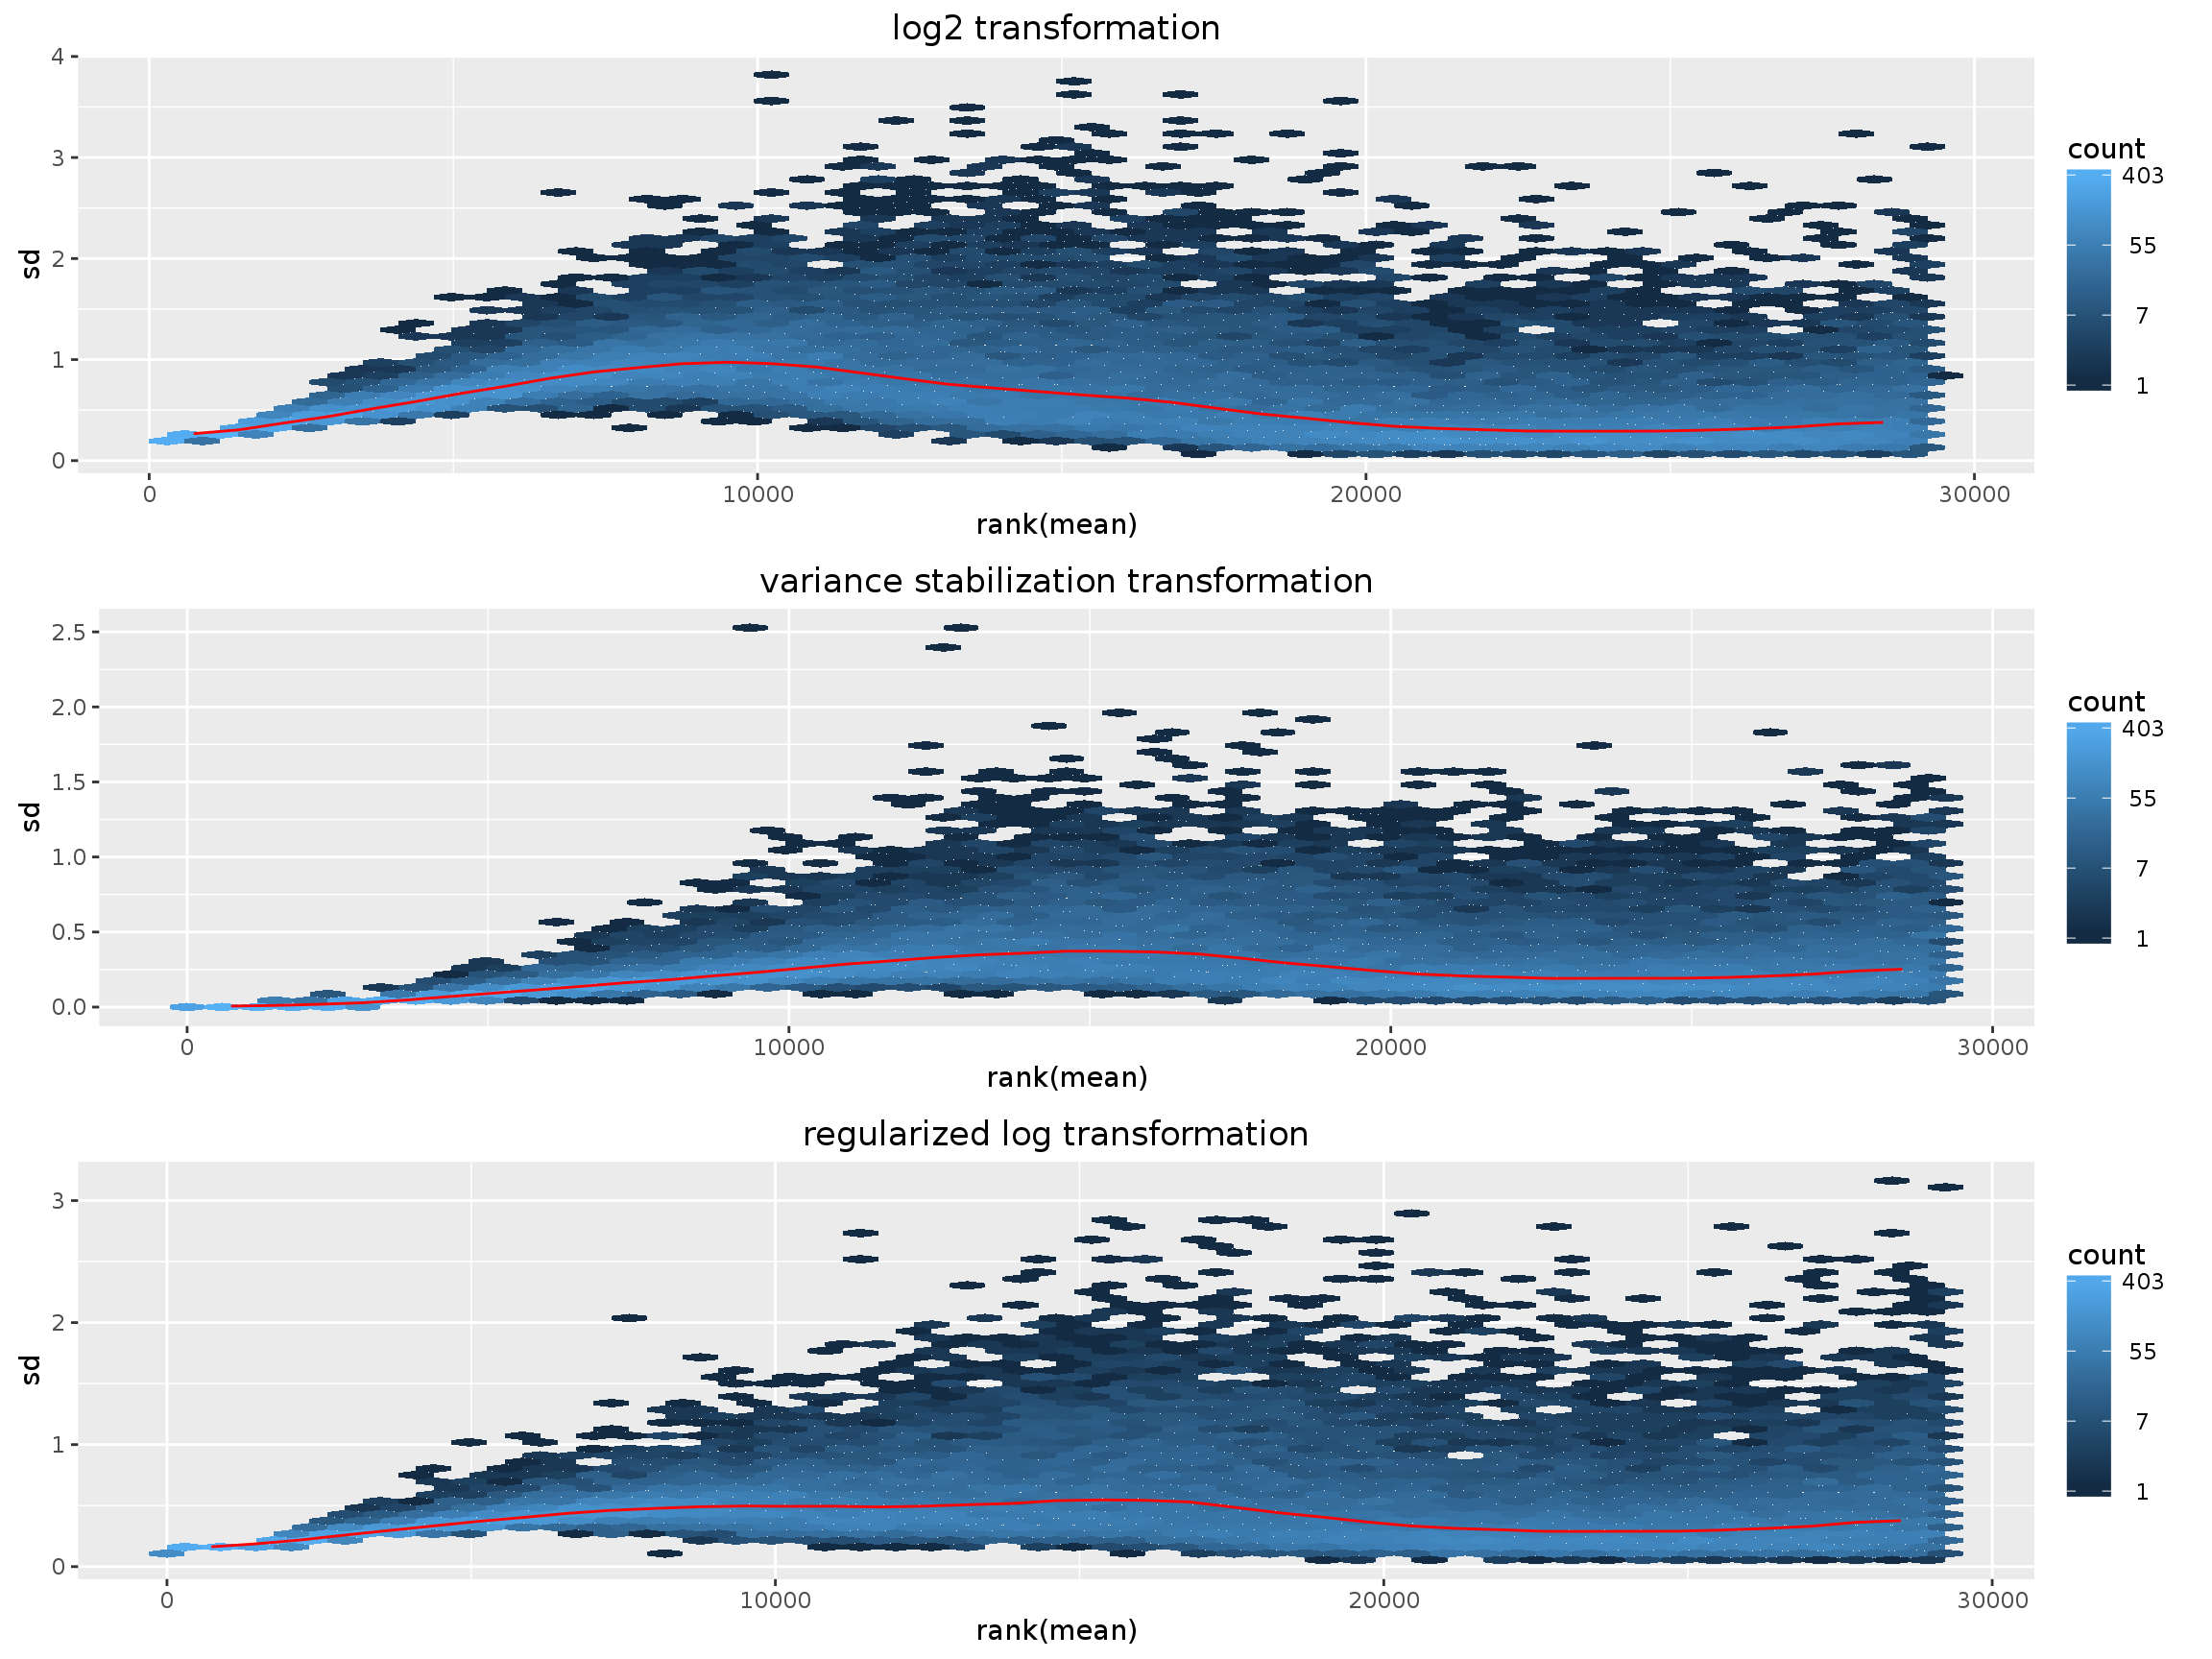 log2 transformation
4
3
2
1
0
sd
0 10000 20000 30000
rank(mean)
count
403
55
7
1
variance stabilization transformation
2.5
2.0
1.5
1.0
0.5
0.0
sd
0 10000 20000 30000
rank(mean)
count
403
55
7
1
regularized log transformation
3
2
1
0
sd
0 10000 20000 30000
rank(mean)
count
403
55
7
1